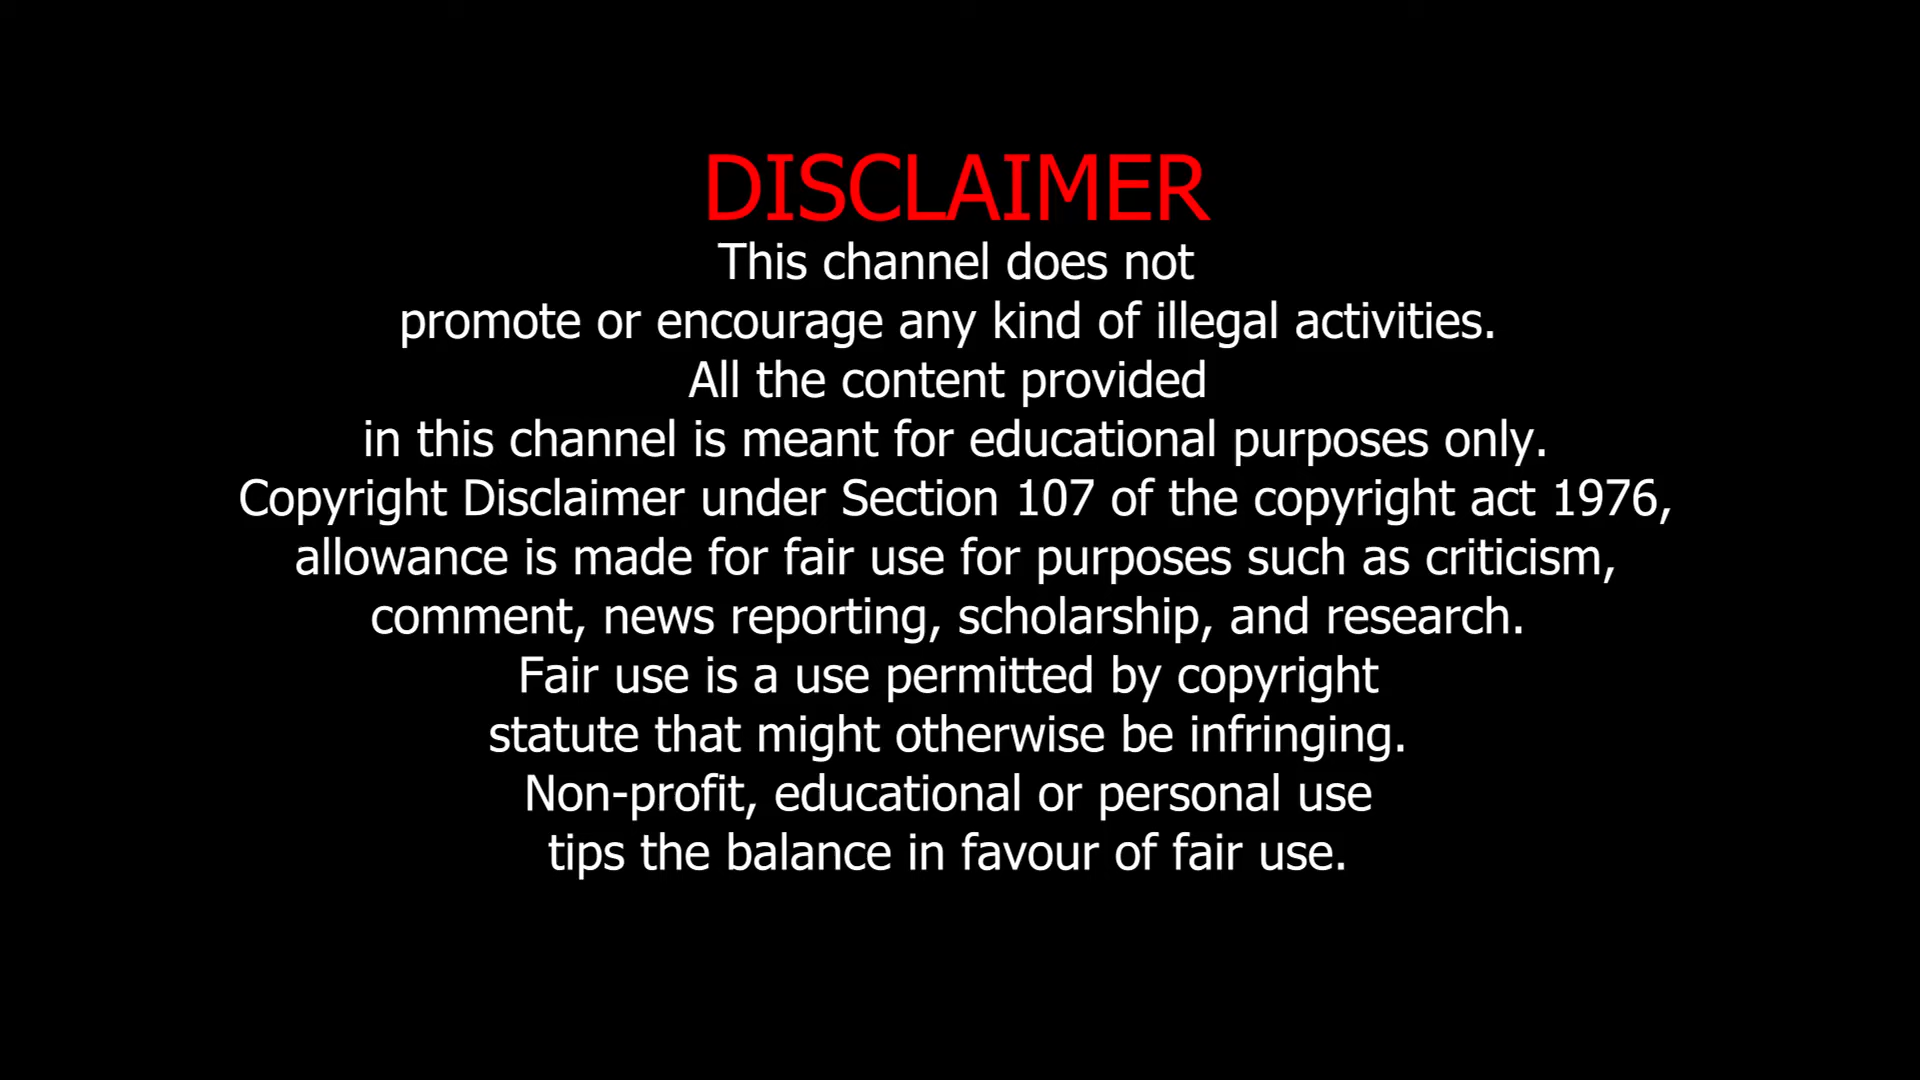 DISCLAIMER
This channel does not
promote or encourage any kind of illegal activities.
All the content provided
in this channel is meant for educational purposes only.
Copyright Disclaimer under Section 107 of the copyright act 1976,
allowance is made for fair use for purposes such as criticism,
comment, news reporting, scholarship, and research.
Fair use is a use permitted by copyright
statute that might otherwise be infringing.
Non-profit, educational or personal use
tips the balance in favour of fair use.